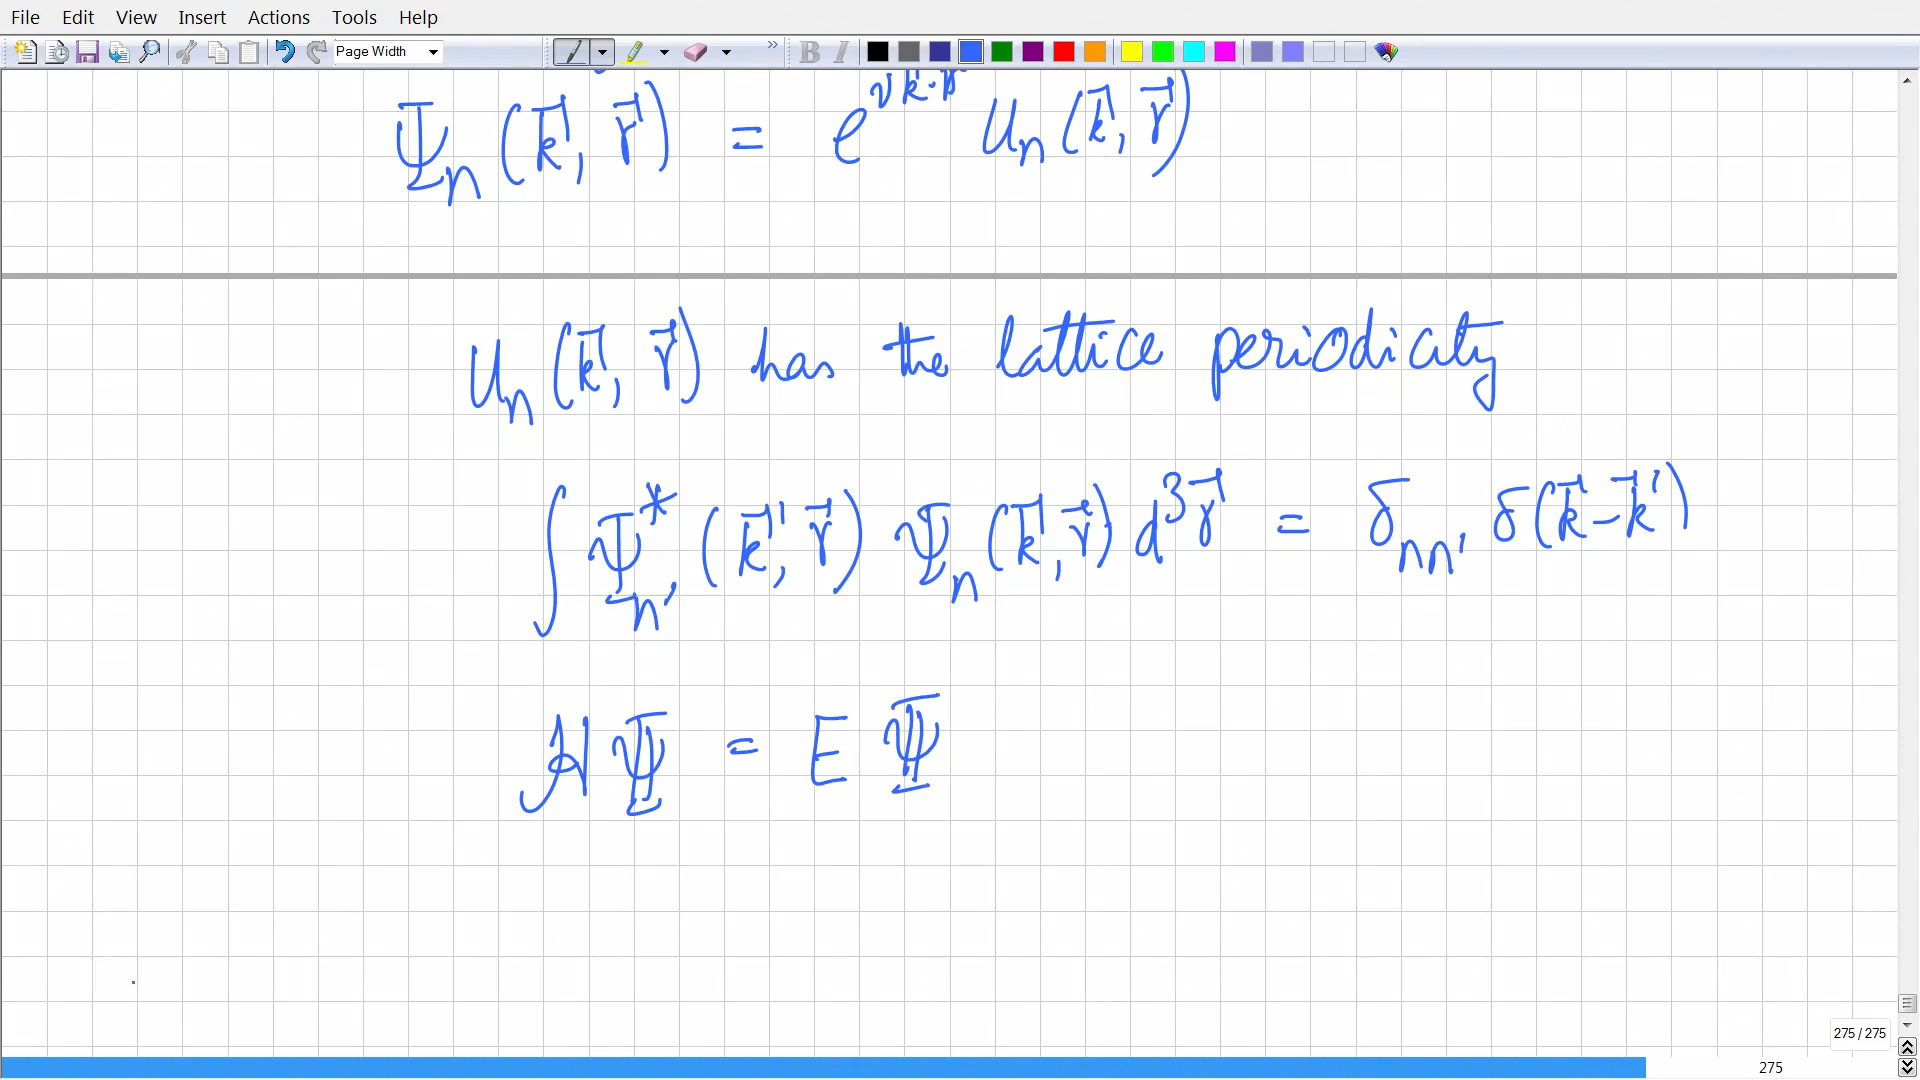 File Edit View Insert Actions Tools Help
Page Width B I
Ψₙ (k⃗, r⃗) = e^{ik⃗·r⃗} Uₙ (k⃗, r⃗)
Uₙ (k⃗, r⃗) has the lattice periodicity
∫ Ψ*ₙ′ (k⃗′, r⃗) Ψₙ (k⃗, r⃗) d³r⃗ = δₙₙ′ δ(k⃗ – k⃗′)
HΨ = E Ψ
275 / 275
275